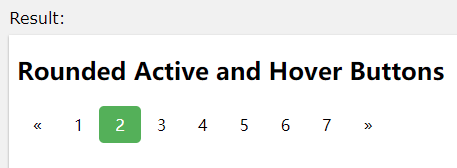 Result:
Rounded Active and Hover Buttons
« 1 2 3 4 5 6 7 »